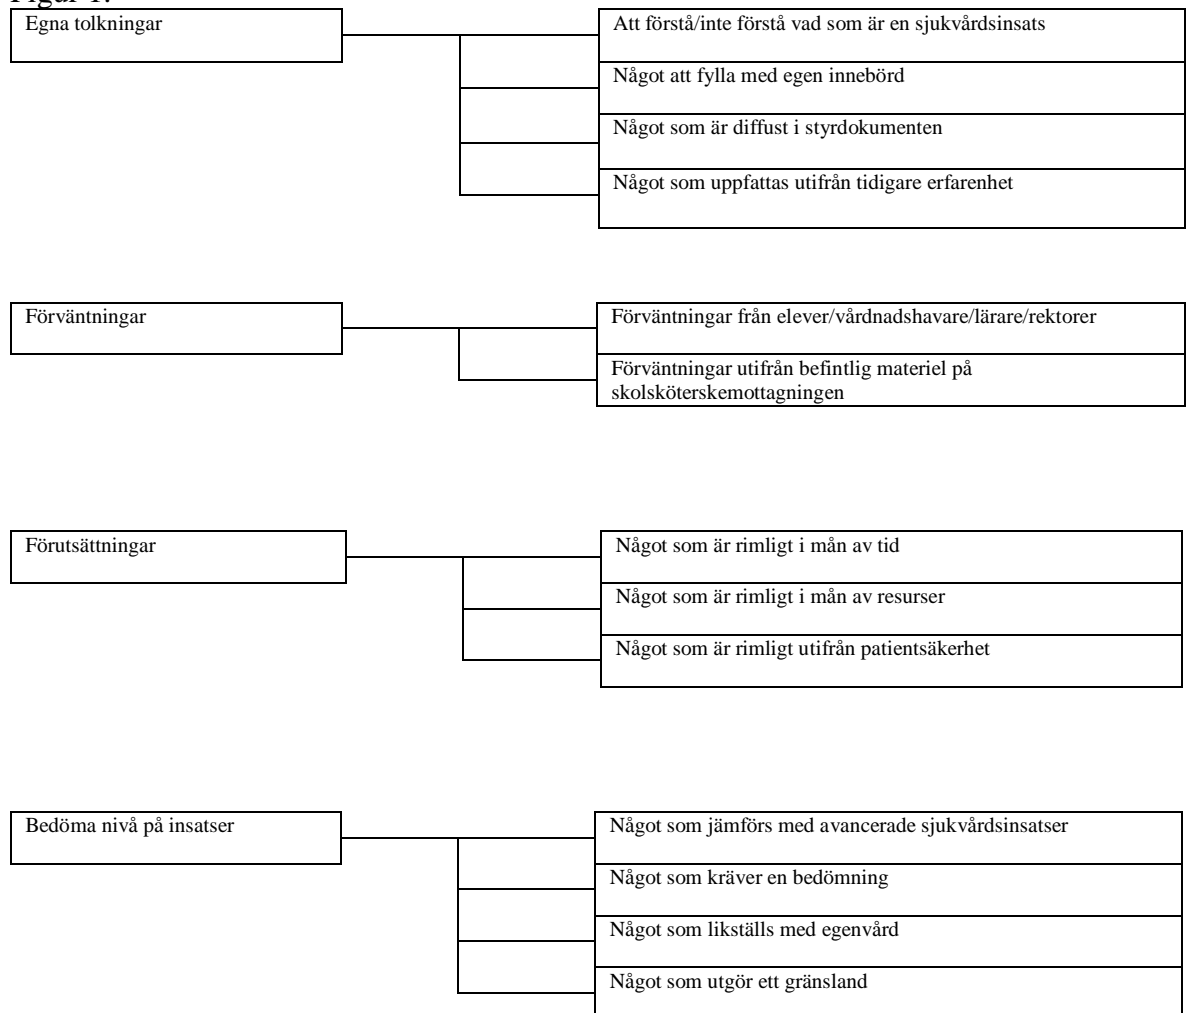 Figur 1.
Egna tolkningar
Att förstå/inte förstå vad som är en sjukvårdsinsats
Något att fylla med egen innebörd
Något som är diffust i styrdokumenten
Något som uppfattas utifrån tidigare erfarenhet
Förväntningar
Förväntningar från elever/vårdnadshavare/lärare/rektorer
Förväntningar utifrån befintlig materiel på
skolsköterskemottagningen
Förutsättningar
Något som är rimligt i mån av tid
Något som är rimligt i mån av resurser
Något som är rimligt utifrån patientsäkerhet
Bedöma nivå på insatser
Något som jämförs med avancerade sjukvårdsinsatser
Något som kräver en bedömning
Något som likställs med egenvård
Något som utgör ett gränsland